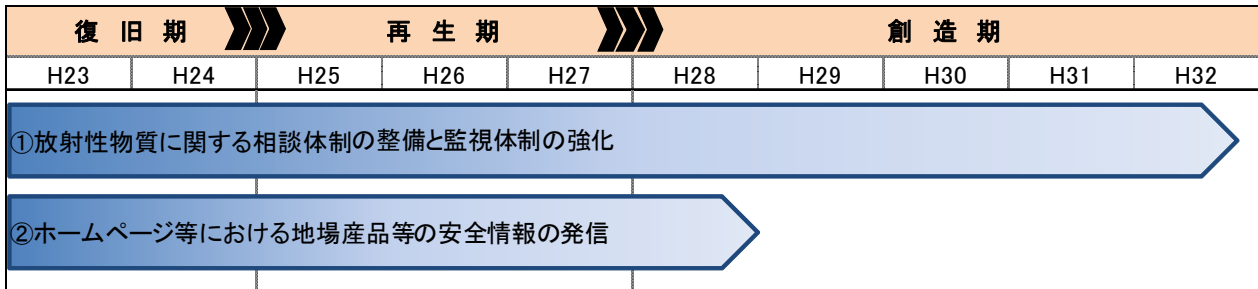 復旧期 再生期 創造期
H23 H24 H25 H26 H27 H28 H29 H30 H31 H32
①放射性物質に関する相談体制の整備と監視体制の強化
②ホームページ等における地場産品等の安全情報の発信